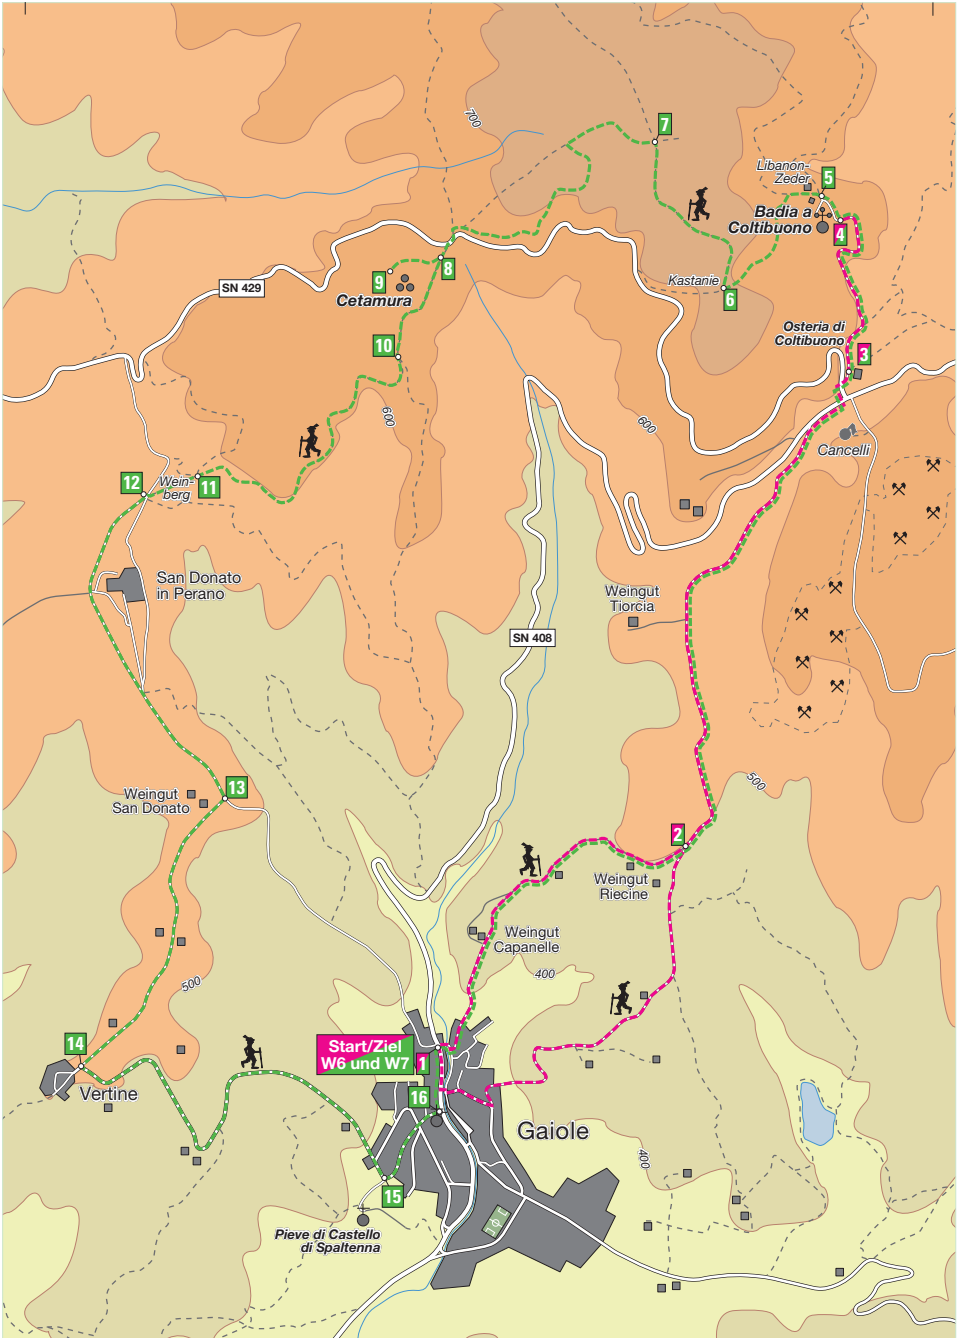 700
7
Libanon-
Zeder
5
Badia a
Coltibuono
4
SN 429
9
8
Cetamura
Kastanie
6
Osteria di
Coltibuono
10
3
600
600
Cancelli
12
Wein-
berg
11
San Donato
in Perano
Weingut
Tiorcia
SN 408
500
13
Weingut
San Donato
2
Weingut
Riecine
Weingut
Capanelle
400
500
14
Start/Ziel
W6 und W7
1
Vertine
16
Gaiole
400
15
Pieve di Castello
di Spaltenna